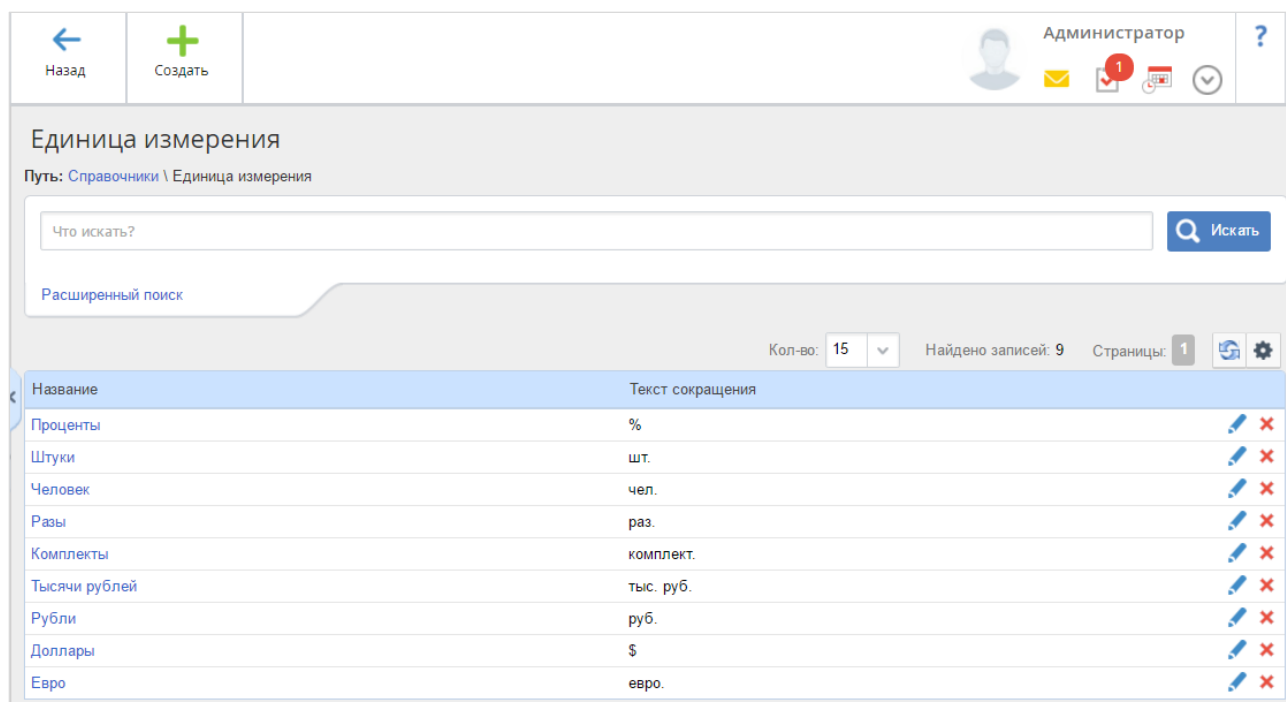 Назад
Создать
Администратор
?
1
Единица измерения
Путь: Справочники \ Единица измерения
Что искать?
Искать
Расширенный поиск
Кол-во: 15 Найдено записей: 9 Страницы: 1
Название Текст сокращения
Проценты %
Штуки шт.
Человек чел.
Разы раз.
Комплекты комплект.
Тысячи рублей тыс. руб.
Рубли руб.
Доллары $
Евро евро.